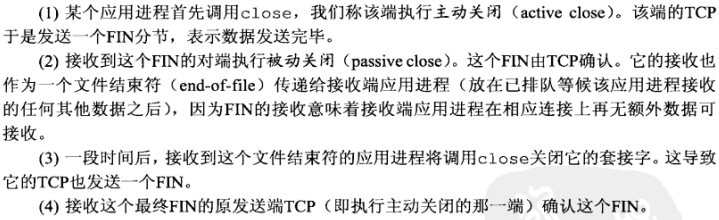 (1) 某个应用进程首先调用close，我们称该端执行主动关闭（active close）。该端的TCP
于是发送一个FIN分节，表示数据发送完毕。
(2) 接收到这个FIN的对端执行被动关闭（passive close）。这个FIN由TCP确认。它的接收也
作为一个文件结束符（end-of-file）传递给接收端应用进程（放在已排队等候该应用进程接收
的任何其他数据之后），因为FIN的接收意味着接收端应用进程在相应连接上再无额外数据可
接收。
(3) 一段时间后，接收到这个文件结束符的应用进程将调用close关闭它的套接字。这导致
它的TCP也发送一个FIN。
(4) 接收这个最终FIN的原发送端TCP（即执行主动关闭的那一端）确认这个FIN。